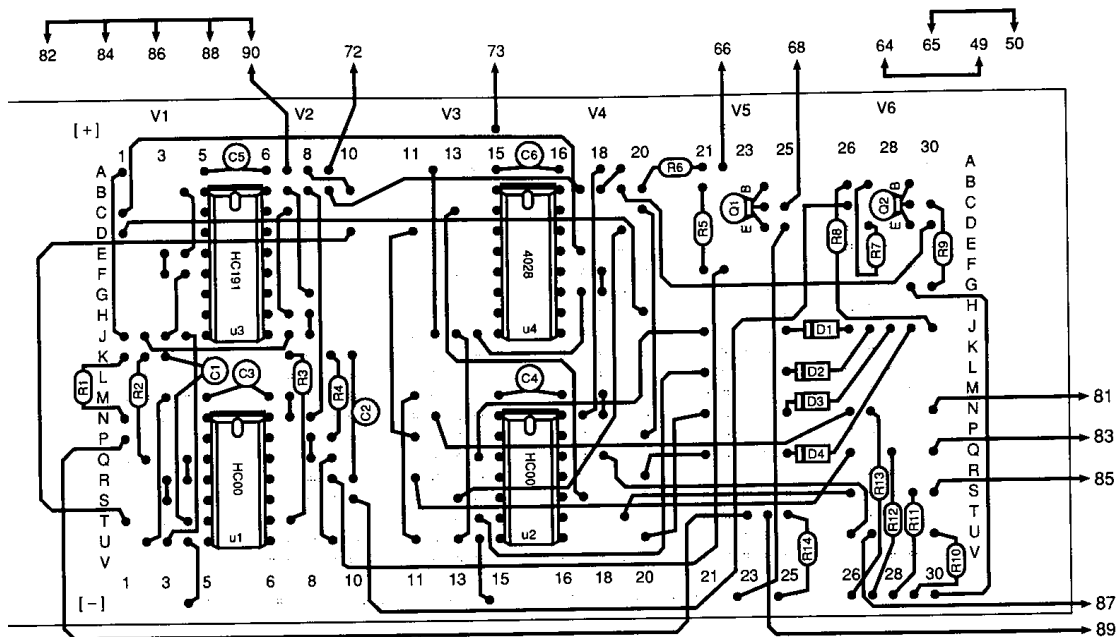 82 84 86 88 90 72 73 66 68 64 65 49 50
V1 V2 V3 V4 V5 V6
[+]
1 3 5 6 8 10 11 13 15 16 18 20 21 23 25 26 28 30
C5 C6
R6
A A
B B
C C
D D
E E
F F
G G
H H
J J
K K
L L
M M
N N
P P
Q Q
R R
S S
T T
U U
V V
B Q1 E
B Q2 E
R5 R8 R7 R9
HC191 4028
u3 u4
D1
D2
D3
D4
R1 R2 C1 C3 R3 R4 C2 C4
HC00 HC00
u1 u2
R13 R12 R11 R14 R10
81
83
85
1 3 5 6 8 10 11 13 15 16 18 20 21 23 25 26 28 30
[-]
87
89